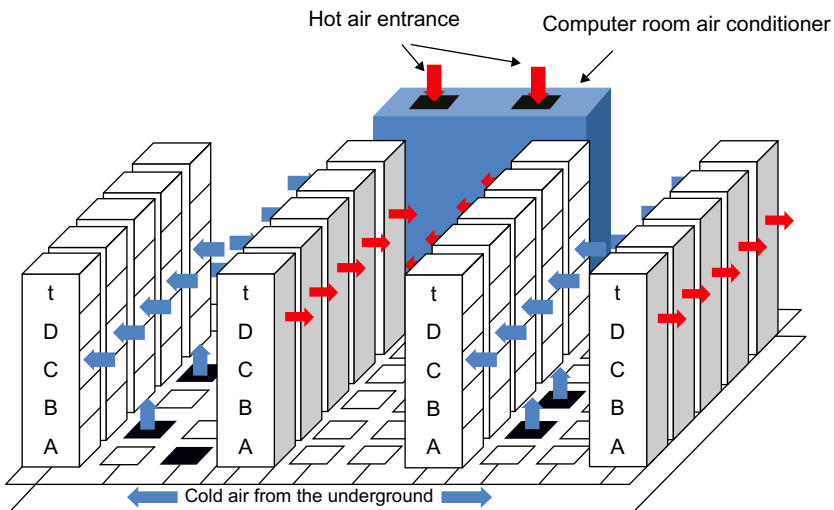 Hot air entrance
Computer room air conditioner
t
D
C
B
A
t
D
C
B
A
t
D
C
B
A
t
D
C
B
A
Cold air from the underground